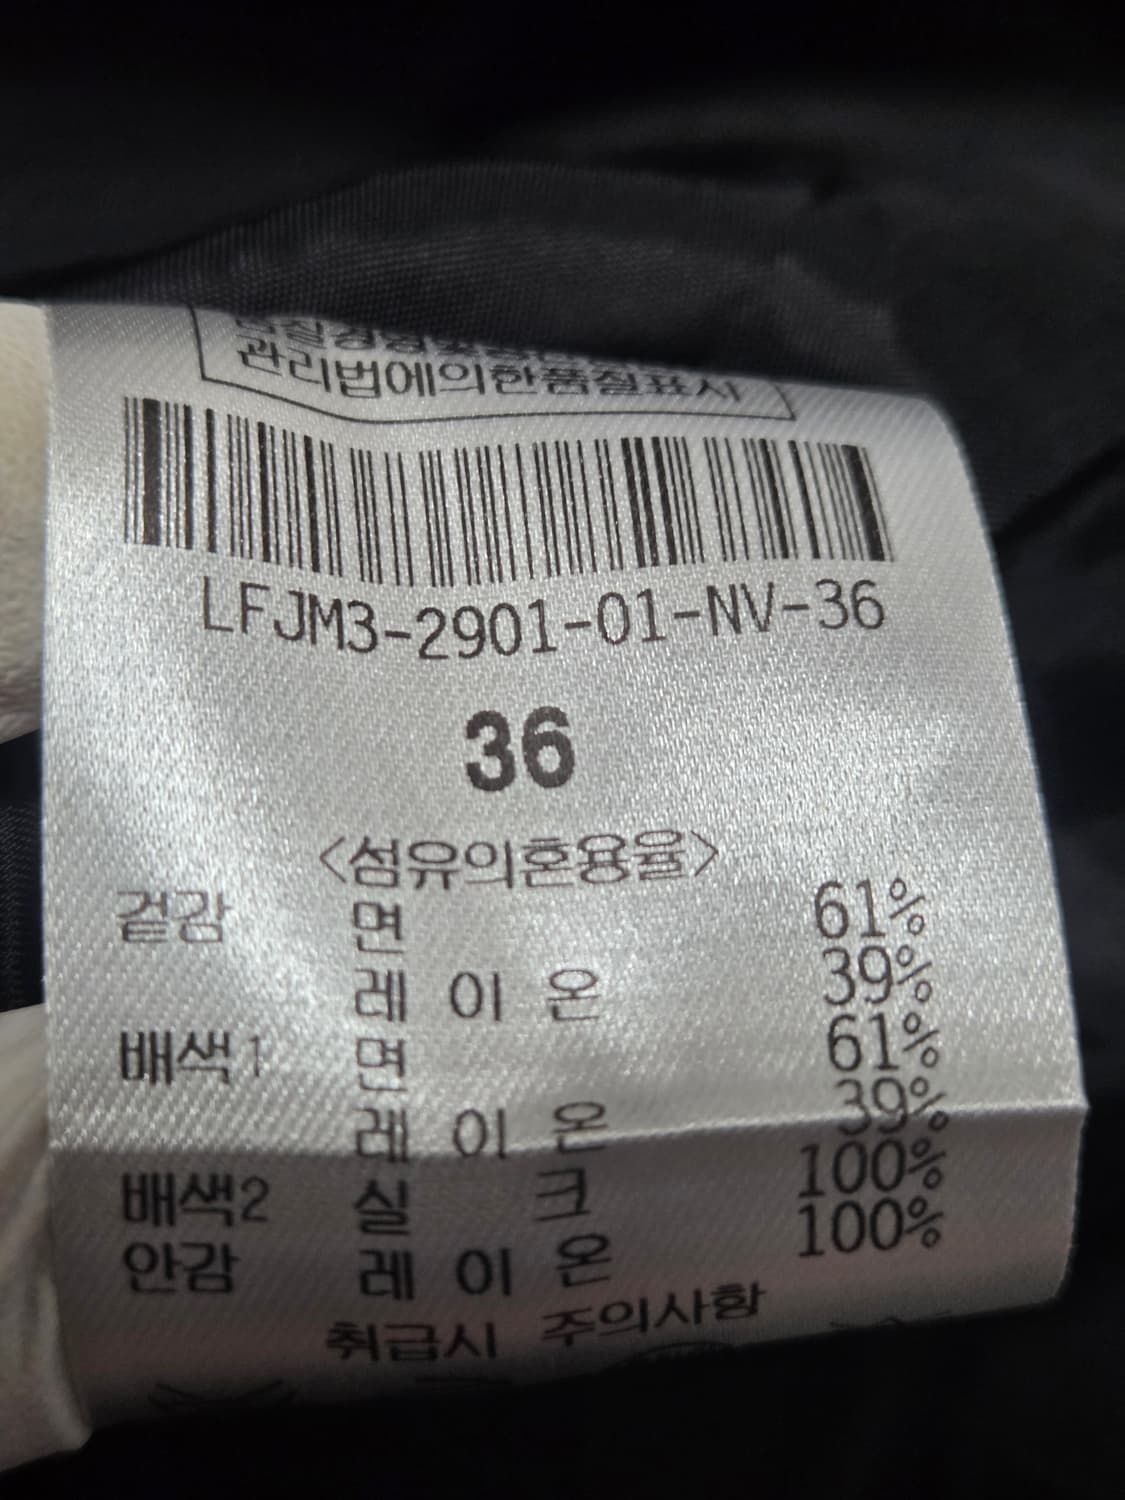 관리법에의한품질표시
LFJM3-2901-01-NV-36
36
<섬유의혼용율>
겉감 면 61%
레이온 39%
배색1 면 61%
레이온 39%
배색2 실크 100%
안감 레이온 100%
취급시 주의사항